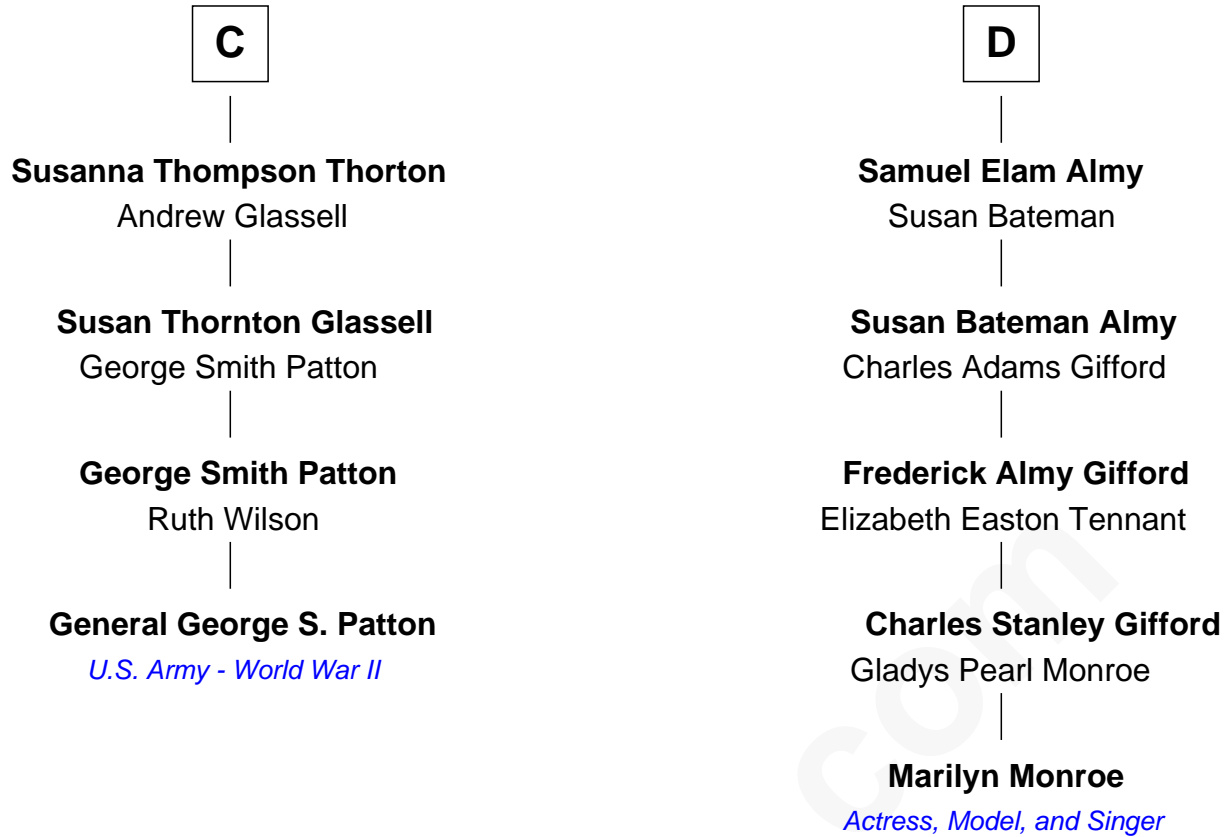 C
Susanna Thompson Thorton
Andrew Glassell
Susan Thornton Glassell
George Smith Patton
George Smith Patton
Ruth Wilson
General George S. Patton
U.S. Army - World War II
D
Samuel Elam Almy
Susan Bateman
Susan Bateman Almy
Charles Adams Gifford
Frederick Almy Gifford
Elizabeth Easton Tennant
Charles Stanley Gifford
Gladys Pearl Monroe
Marilyn Monroe
Actress, Model, and Singer
com